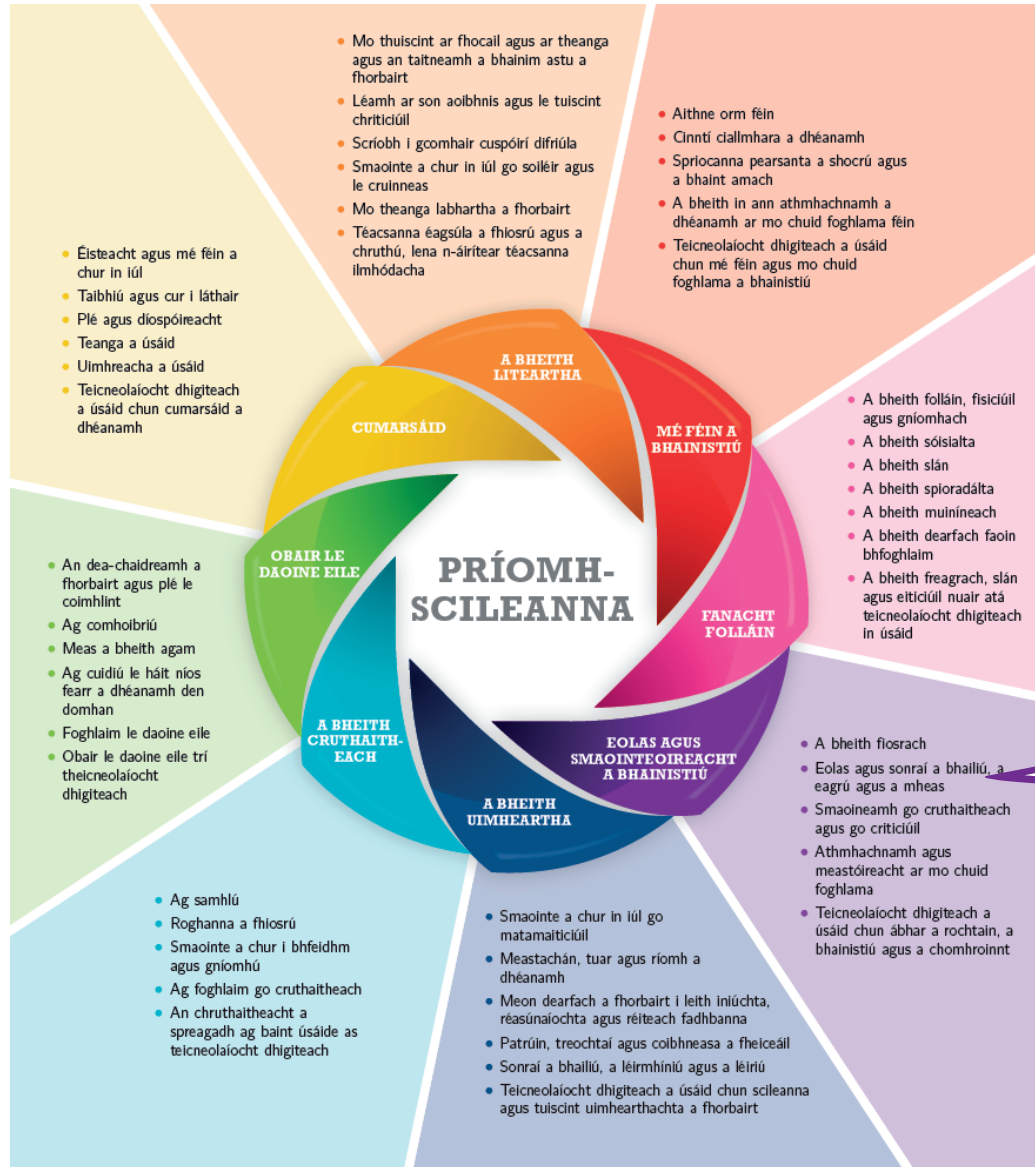 PRÍOMH-
SCILEANNA
A BHEITH
LITEARTHA
• Mo thuiscint ar fhocail agus ar theanga
agus an taitneamh a bhainim astu a
fhorbairt
• Léamh ar son aoibhnis agus le tuiscint
chriticiúil
• Scríobh i gcomhair cuspóirí difriúla
• Smaointe a chur in iúl go soiléir agus
le cruinneas
• Mo theanga labhartha a fhorbairt
• Téacsanna éagsúla a fhiosrú agus a
chruthú, lena n-áirítear téacsanna
ilmhódacha
MÉ FÉIN A
BHAINISTIÚ
• Aithne orm féin
• Cinntí ciallmhara a dhéanamh
• Spriocanna pearsanta a shocrú agus
a bhaint amach
• A bheith in ann athmhachnamh a
dhéanamh ar mo chuid foghlama féin
• Teicneolaíocht dhigiteach a úsáid
chun mé féin agus mo chuid
foghlama a bhainistiú
FANACHT
FOLLÁIN
• A bheith folláin, fisiciúil
agus gníomhach
• A bheith sóisialta
• A bheith slán
• A bheith spioradálta
• A bheith muiníneach
• A bheith dearfach faoin
bhfoghlaim
• A bheith freagrach, slán
agus eiticiúil nuair atá
teicneolaíocht dhigiteach
in úsáid
EOLAS AGUS
SMAOINTEOIREACHT
A BHAINISTIÚ
• A bheith fiosrach
• Eolas agus sonraí a bhailiú, a
eagrú agus a mheas
• Smaoineamh go cruthaitheach
agus go criticiúil
• Athmhachnamh agus
meastóireacht ar mo chuid
foghlama
• Teicneolaíocht dhigiteach a
úsáid chun ábhar a rochtain, a
bhainistiú agus a chomhroinnt
A BHEITH
UIMHEARTHA
• Smaointe a chur in iúl go
matamaiticiúil
• Meastachán, tuar agus ríomh a
dhéanamh
• Meon dearfach a fhorbairt i leith iniúchta,
réasúnaíochta agus réiteach fadhbanna
• Patrúin, treochtaí agus coibhneasa a fheiceáil
• Sonraí a bhailiú, a léirmhíniú agus a léiriú
• Teicneolaíocht dhigiteach a úsáid chun scileanna
agus tuiscint uimhearthachta a fhorbairt
A BHEITH
CRUTHAITH-
EACH
• Ag samhlú
• Roghanna a fhiosrú
• Smaointe a chur i bhfeidhm
agus gníomhú
• Ag foghlaim go cruthaitheach
• An chruthaitheacht a
spreagadh ag baint úsáide as
teicneolaíocht dhigiteach
OBAIR LE
DAOINE EILE
• An dea-chaidreamh a
fhorbairt agus plé le
coimhlint
• Ag comhoibriú
• Meas a bheith agam
• Ag cuidiú le háit níos
fearr a dhéanamh den
domhan
• Foghlaim le daoine eile
• Obair le daoine eile trí
theicneolaíocht
dhigiteach
CUMARSÁID
• Éisteacht agus mé féin a
chur in iúl
• Taibhiú agus cur i láthair
• Plé agus díospóireacht
• Teanga a úsáid
• Uimhreacha a úsáid
• Teicneolaíocht dhigiteach
a úsáid chun cumarsáid a
dhéanamh